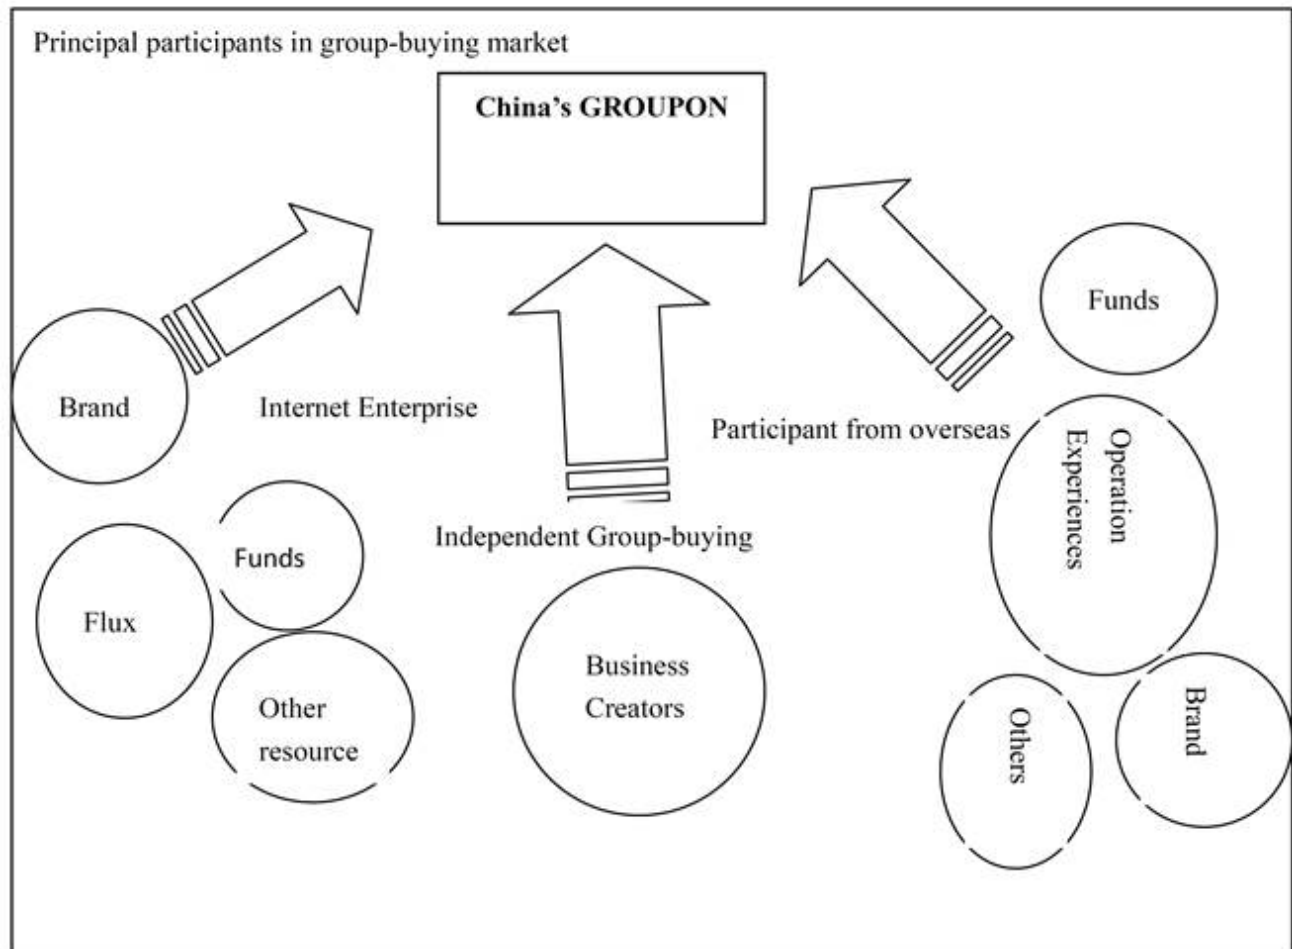 Principal participants in group-buying market
China’s GROUPON
Funds
Brand
Internet Enterprise
Participant from overseas
Operation
Experiences
Independent Group-buying
Funds
Flux
Business
Creators
Other
resource
Others
Brand